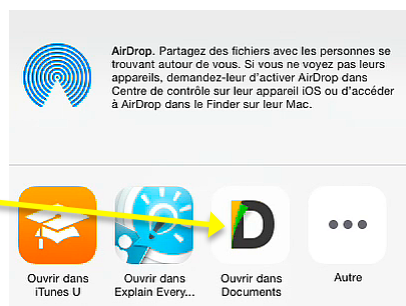 AirDrop. Partagez des fichiers avec les personnes se
trouvant autour de vous. Si vous ne voyez pas leurs
appareils, demandez-leur d'activer AirDrop dans
Centre de contrôle sur leur appareil iOS ou d'accéder
à AirDrop dans le Finder sur leur Mac.
D
Ouvrir dans
iTunes U
Ouvrir dans
Explain Every...
Ouvrir dans
Documents
Autre